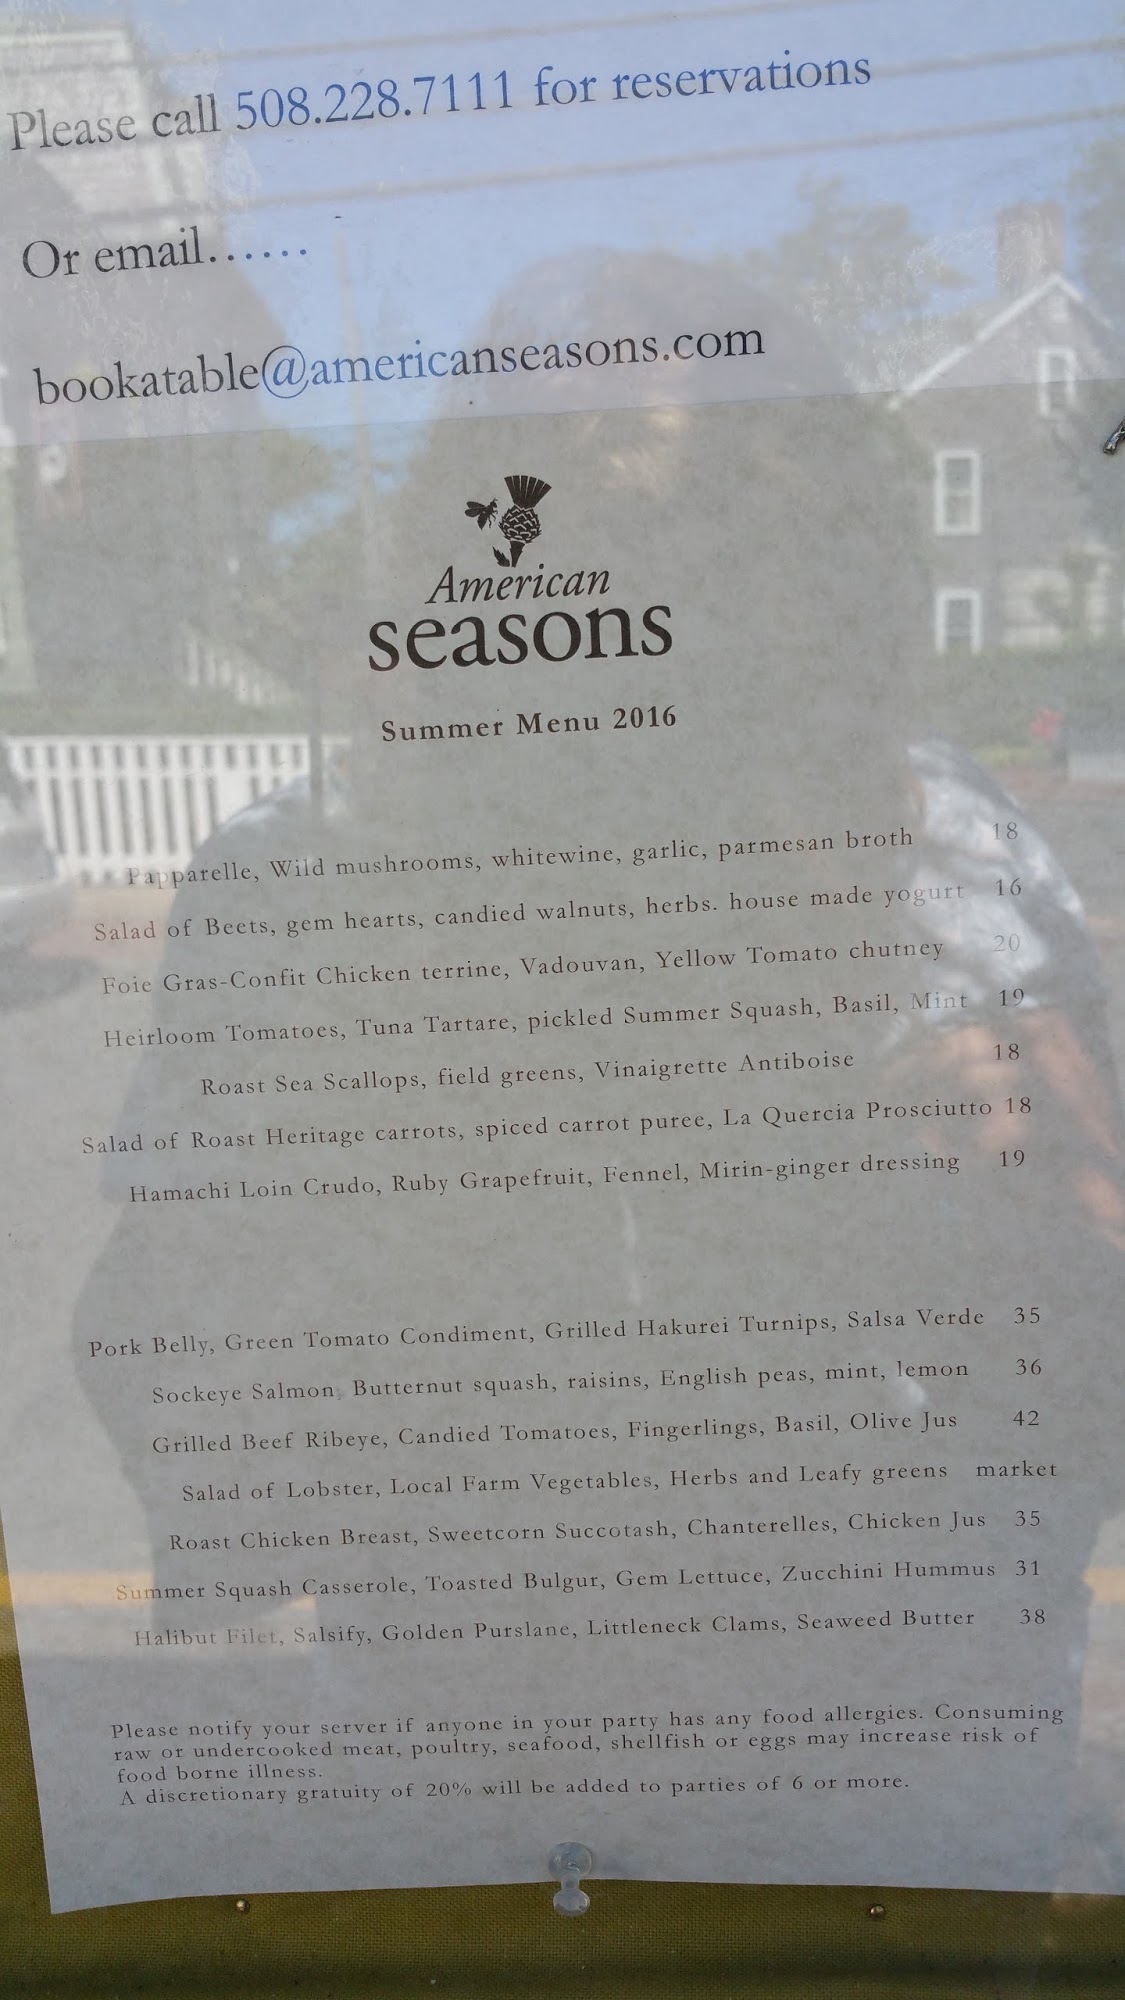 Please call 508.228.7111 for reservations
Or email......
bookatable@americanseasons.com
American
seasons
Summer Menu 2016
Papparelle, Wild mushrooms, whitewine, garlic, parmesan broth 18
Salad of Beets, gem hearts, candied walnuts, herbs. house made yogurt 16
Foie Gras-Confit Chicken terrine, Vadouvan, Yellow Tomato chutney 20
Heirloom Tomatoes, Tuna Tartare, pickled Summer Squash, Basil, Mint 19
Roast Sea Scallops, field greens, Vinaigrette Antiboise 18
Salad of Roast Heritage carrots, spiced carrot puree, La Quercia Prosciutto 18
Hamachi Loin Crudo, Ruby Grapefruit, Fennel, Mirin-ginger dressing 19
Pork Belly, Green Tomato Condiment, Grilled Hakurei Turnips, Salsa Verde 35
Sockeye Salmon, Butternut squash, raisins, English peas, mint, lemon 36
Grilled Beef Ribeye, Candied Tomatoes, Fingerlings, Basil, Olive Jus 42
Salad of Lobster, Local Farm Vegetables, Herbs and Leafy greens market
Roast Chicken Breast, Sweetcorn Succotash, Chanterelles, Chicken Jus 35
Summer Squash Casserole, Toasted Bulgur, Gem Lettuce, Zucchini Hummus 31
Halibut Filet, Salsify, Golden Purslane, Littleneck Clams, Seaweed Butter 38
Please notify your server if anyone in your party has any food allergies. Consuming
raw or undercooked meat, poultry, seafood, shellfish or eggs may increase risk of
food borne illness.
A discretionary gratuity of 20% will be added to parties of 6 or more.